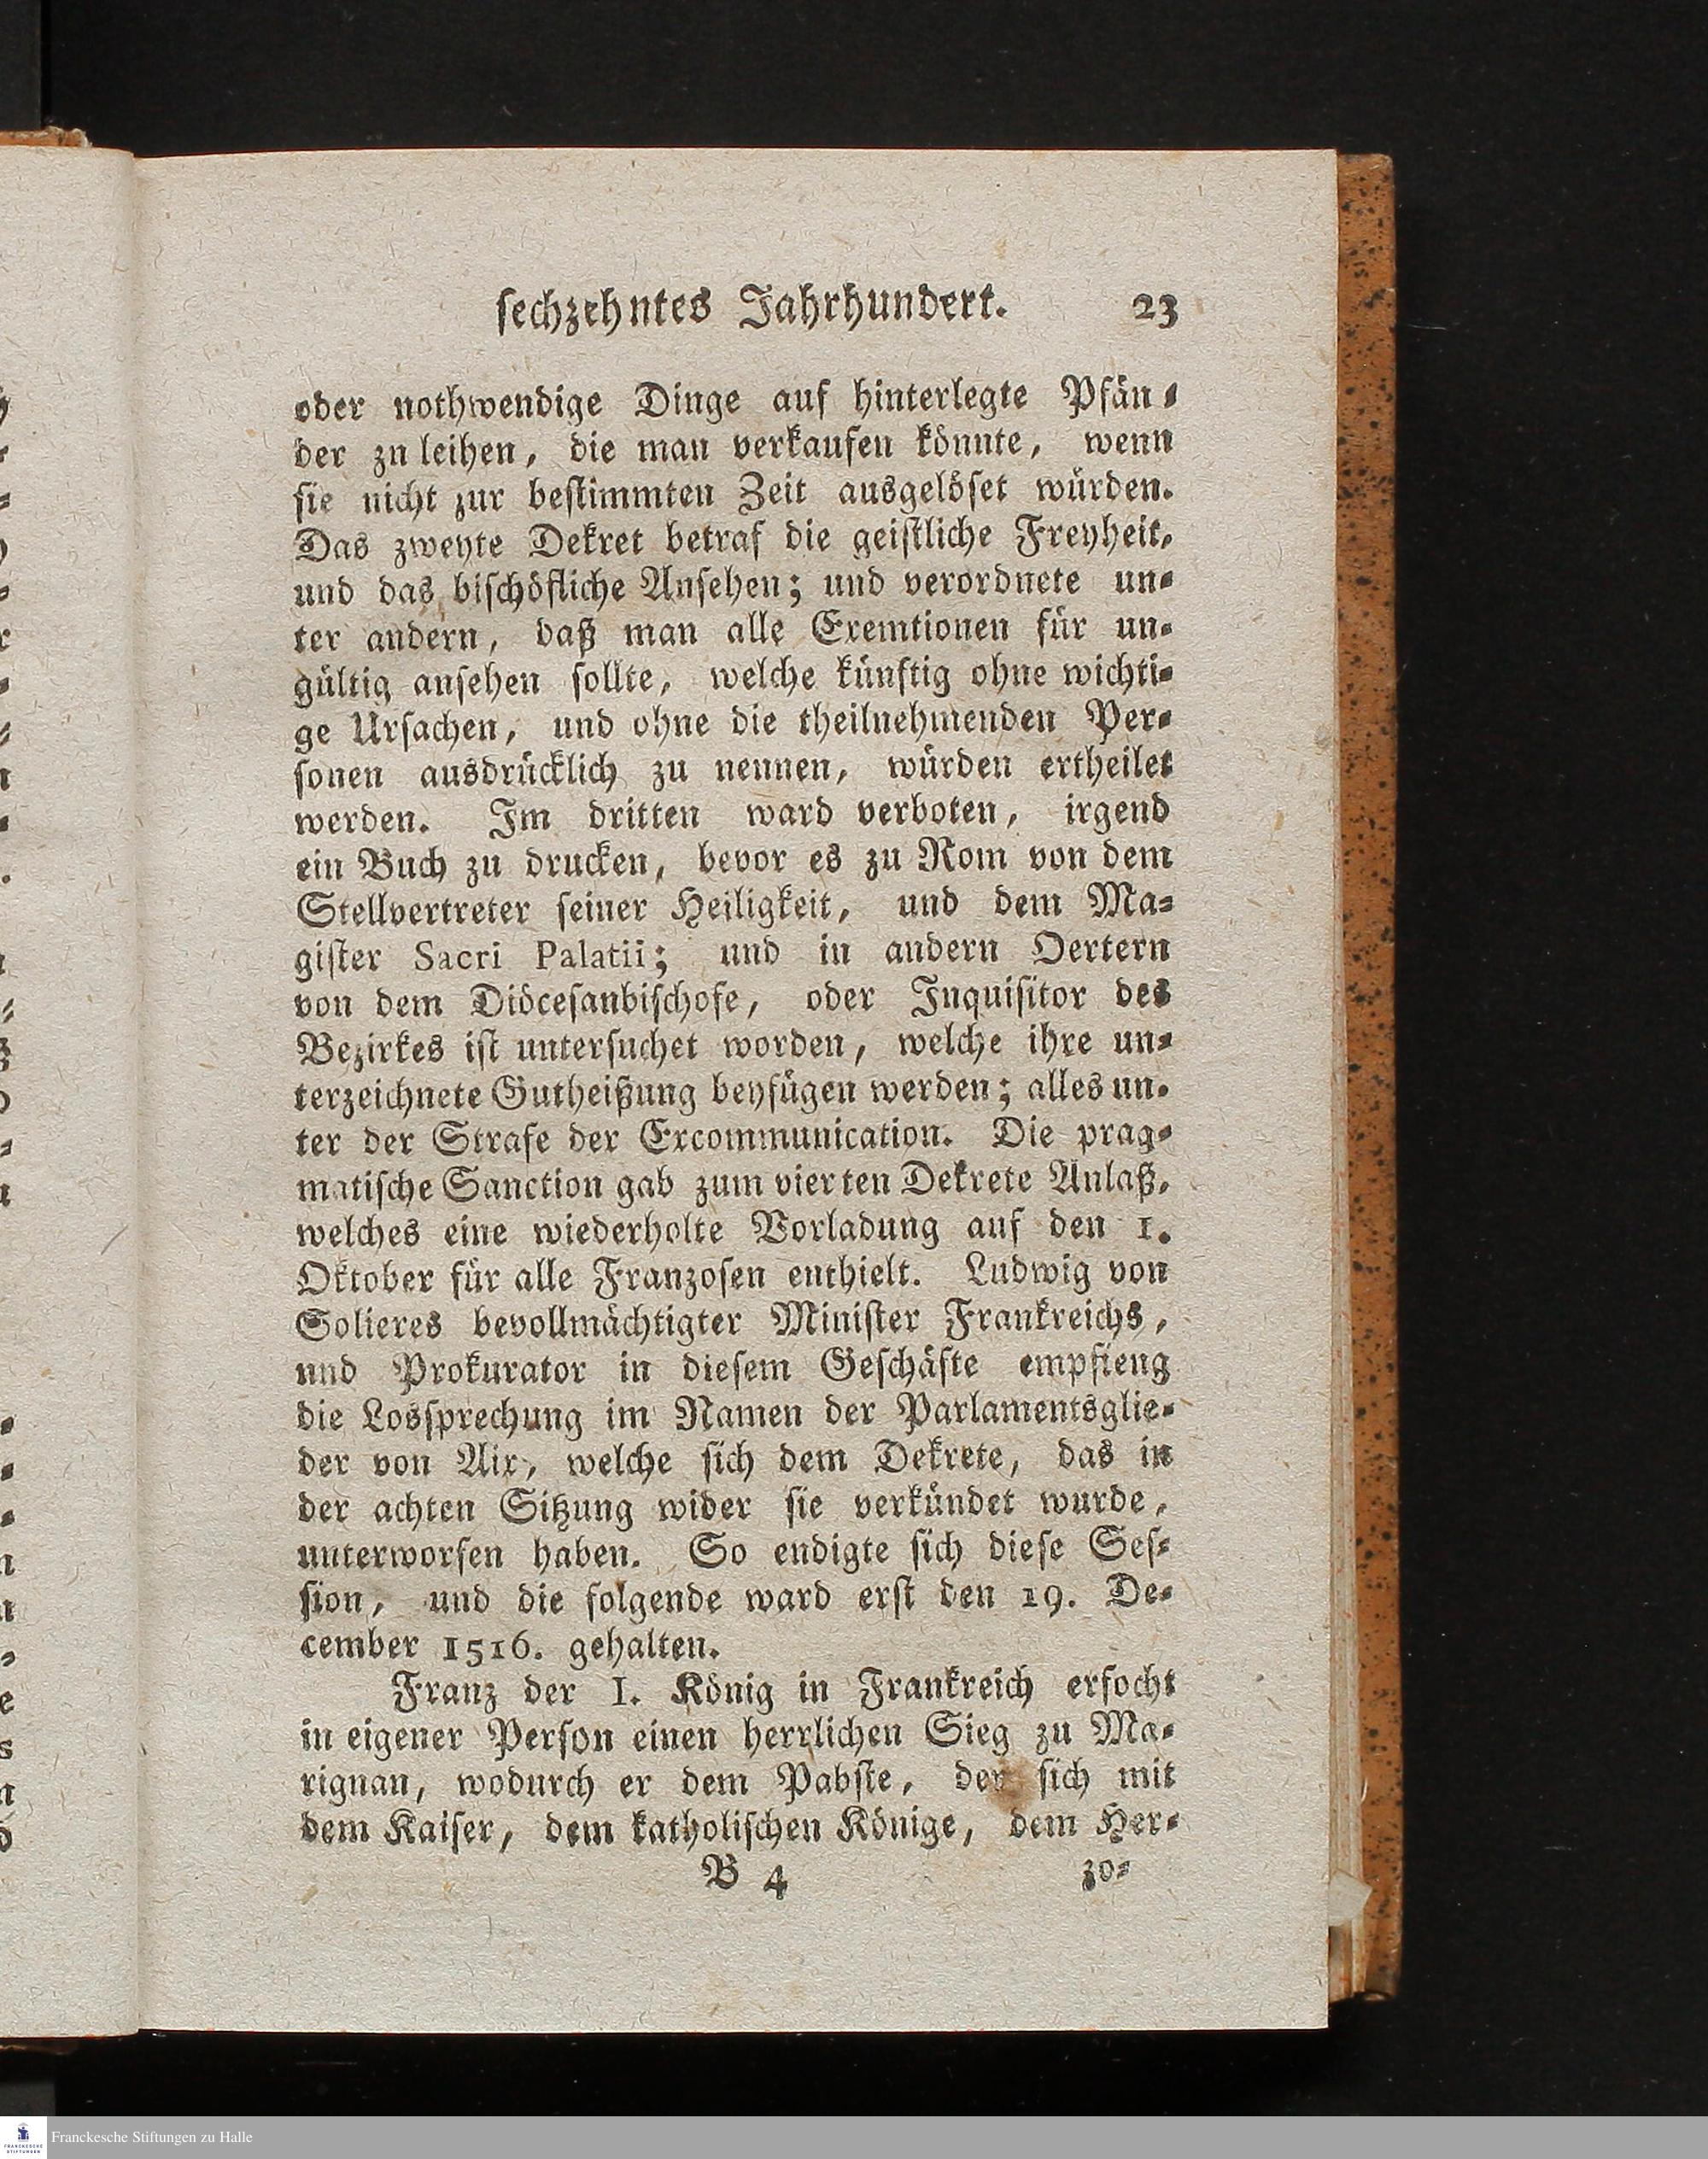 ſechzehntes Jahrhundert. 23
oder nothwendige Dinge auf hinterlegte Pfän⸗
der zu leihen, die man verkaufen könnte, wenn
ſie nicht zur beſtimmten Zeit ausgelöſet würden.
Das zweyte Dekret betraf die geiſtliche Freyheit,
und das biſchöfliche Anſehen; und verordnete un⸗
ter andern, daß man alle Exemtionen für un⸗
gültig anſehen ſollte, welche künftig ohne wichti⸗
ge Urſachen, und ohne die theilnehmenden Per⸗
ſonen ausdrücklich zu nennen, würden ertheilet
werden. Im dritten ward verboten, irgend
ein Buch zu drucken, bevor es zu Rom von dem
Stellvertreter ſeiner Heiligkeit, und dem Ma⸗
giſter Sacri Palatii; und in andern Oertern
von dem Diöceſanbiſchofe, oder Inquiſitor des
Bezirkes iſt unterſuchet worden, welche ihre un⸗
terzeichnete Gutheißung beyfügen werden; alles un⸗
ter der Strafe der Excommunication. Die prag⸗
matiſche Sanction gab zum vierten Dekrete Anlaß,
welches eine wiederholte Vorladung auf den 1.
Oktober für alle Franzoſen enthielt. Ludwig von
Solieres bevollmächtigter Miniſter Frankreichs,
und Prokurator in dieſem Geſchäfte empfieng
die Losſprechung im Namen der Parlamentsglie⸗
der von Aix, welche ſich dem Dekrete, das in
der achten Sitzung wider ſie verkündet wurde,
unterworfen haben. So endigte ſich dieſe Seſ⸗
ſion, und die folgende ward erſt den 19. De⸗
cember 1516. gehalten.
Franz der I. König in Frankreich erfocht
in eigener Perſon einen herrlichen Sieg zu Ma⸗
rignan, wodurch er dem Pabſte, der ſich mit
dem Kaiſer, dem katholiſchen Könige, dem Her⸗
B 4 zo⸗
Franckesche Stiftungen zu Halle